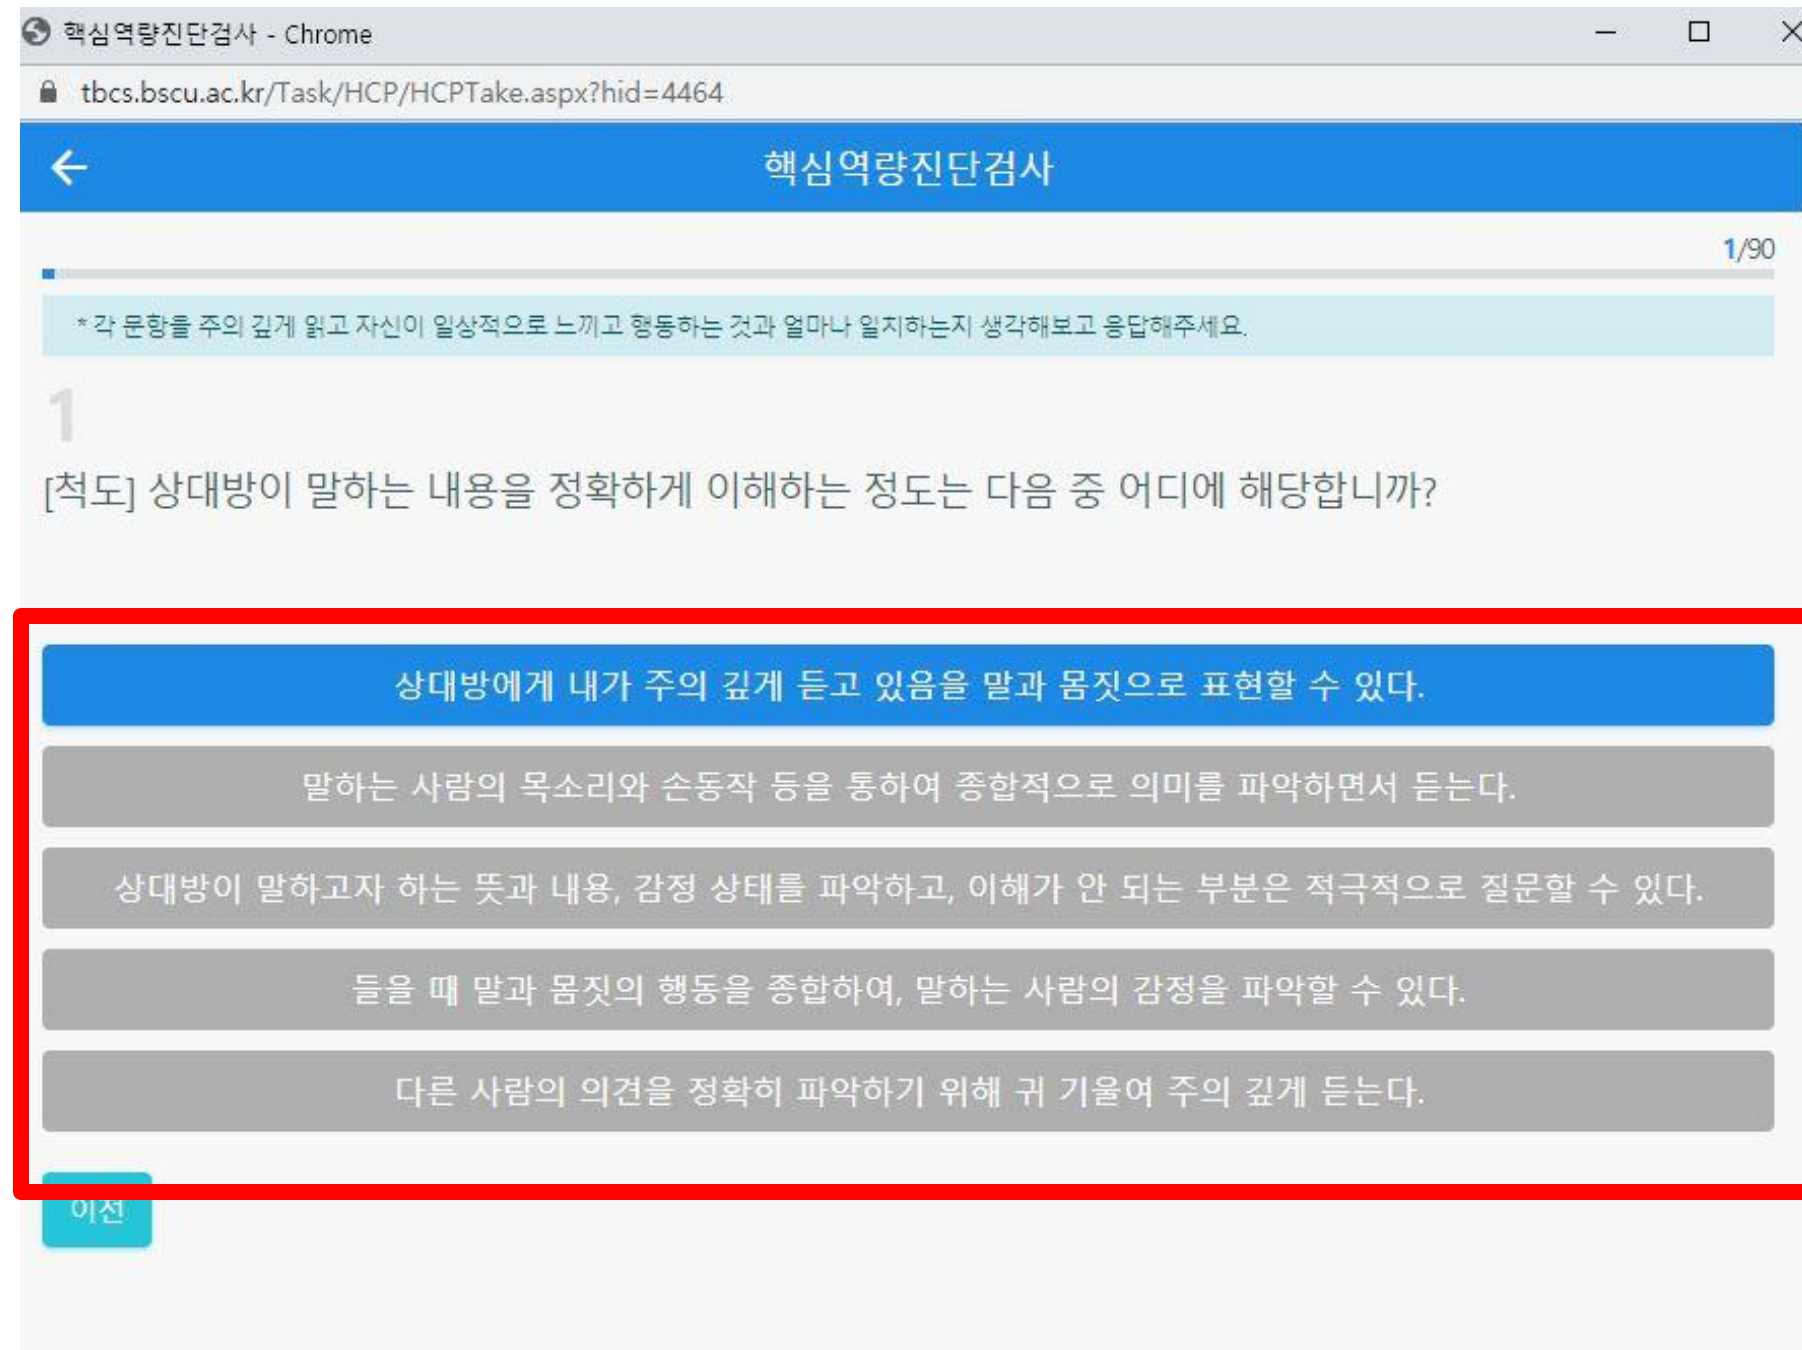 핵심역량진단검사 - Chrome
tbcs.bscu.ac.kr/Task/HCP/HCPTake.aspx?hid=4464
핵심역량진단검사
1/90
* 각 문항을 주의 깊게 읽고 자신이 일상적으로 느끼고 행동하는 것과 얼마나 일치하는지 생각해보고 응답해주세요.
1
[척도] 상대방이 말하는 내용을 정확하게 이해하는 정도는 다음 중 어디에 해당합니까?
상대방에게 내가 주의 깊게 듣고 있음을 말과 몸짓으로 표현할 수 있다.
말하는 사람의 목소리와 손동작 등을 통하여 종합적으로 의미를 파악하면서 듣는다.
상대방이 말하고자 하는 뜻과 내용, 감정 상태를 파악하고, 이해가 안 되는 부분은 적극적으로 질문할 수 있다.
들을 때 말과 몸짓의 행동을 종합하여, 말하는 사람의 감정을 파악할 수 있다.
다른 사람의 의견을 정확히 파악하기 위해 귀 기울여 주의 깊게 듣는다.
이전